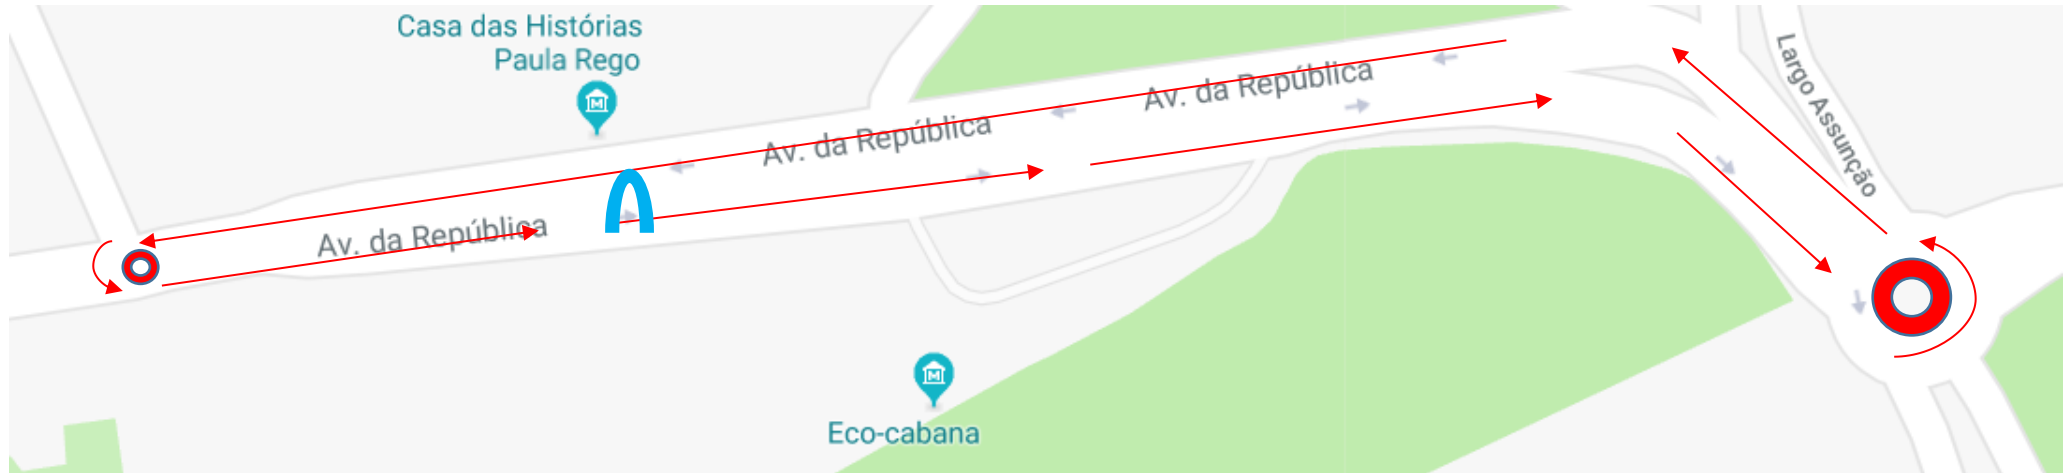 Casa das Histórias
Paula Rego
Av. da República
Av. da República
Av. da República
Largo Assunção
Eco-cabana